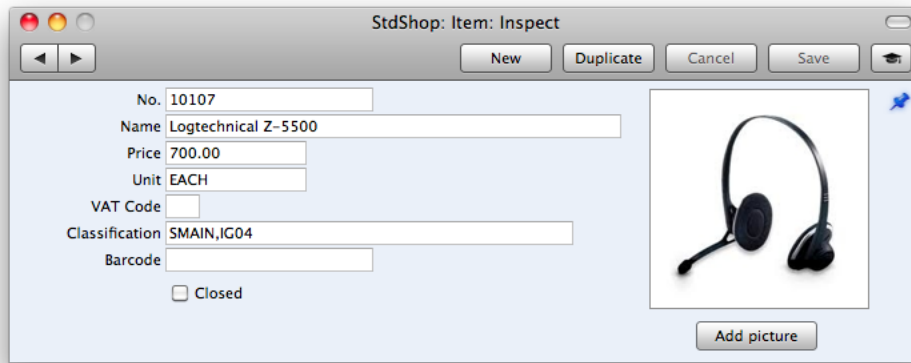 StdShop: Item: Inspect
New Duplicate Cancel Save
No. 10107
Name Logtechnical Z-5500
Price 700.00
Unit EACH
VAT Code
Classification SMAIN,IG04
Barcode
Closed
Add picture